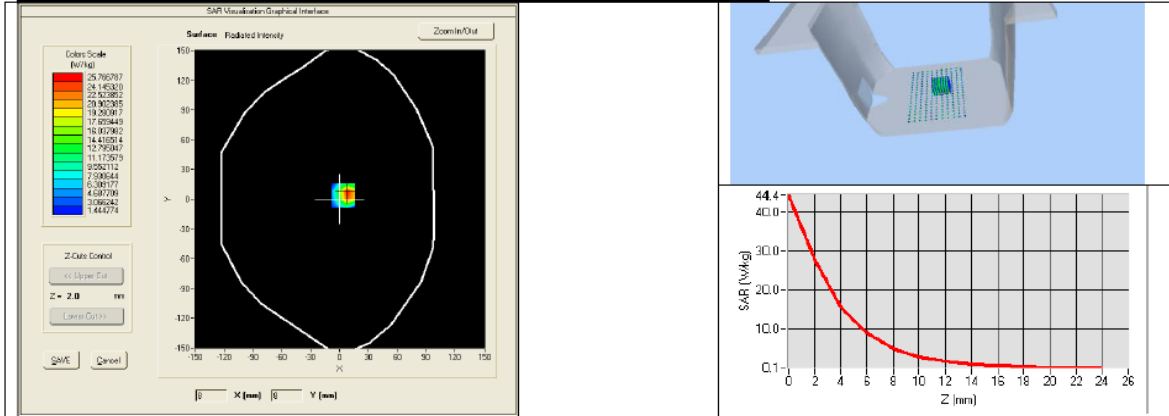 SAR Visualisation Graphical Interface
Surface Radiated Intensity
Zoom In/Out
Colors Scale
(W/kg)
25.766787
24.145320
22.523852
20.902385
19.280917
17.659449
16.037982
14.416514
12.795047
11.173579
9.552112
7.930644
6.309177
4.687709
3.066242
1.444774
Z-Cuts Control
<< Upper Cut
Z = 2.0 mm
Lower Cut >>
SAVE Cancel
150
120
90
60
30
0
-30
-60
-90
-120
-150
Y
-150 -120 -90 -60 -30 0 30 60 90 120 150
X
8 X (mm) 8 Y (mm)
44.4
40.0
30.0
20.0
10.0
0.1
SAR (W/kg)
0 2 4 6 8 10 12 14 16 18 20 22 24 26
Z (mm)